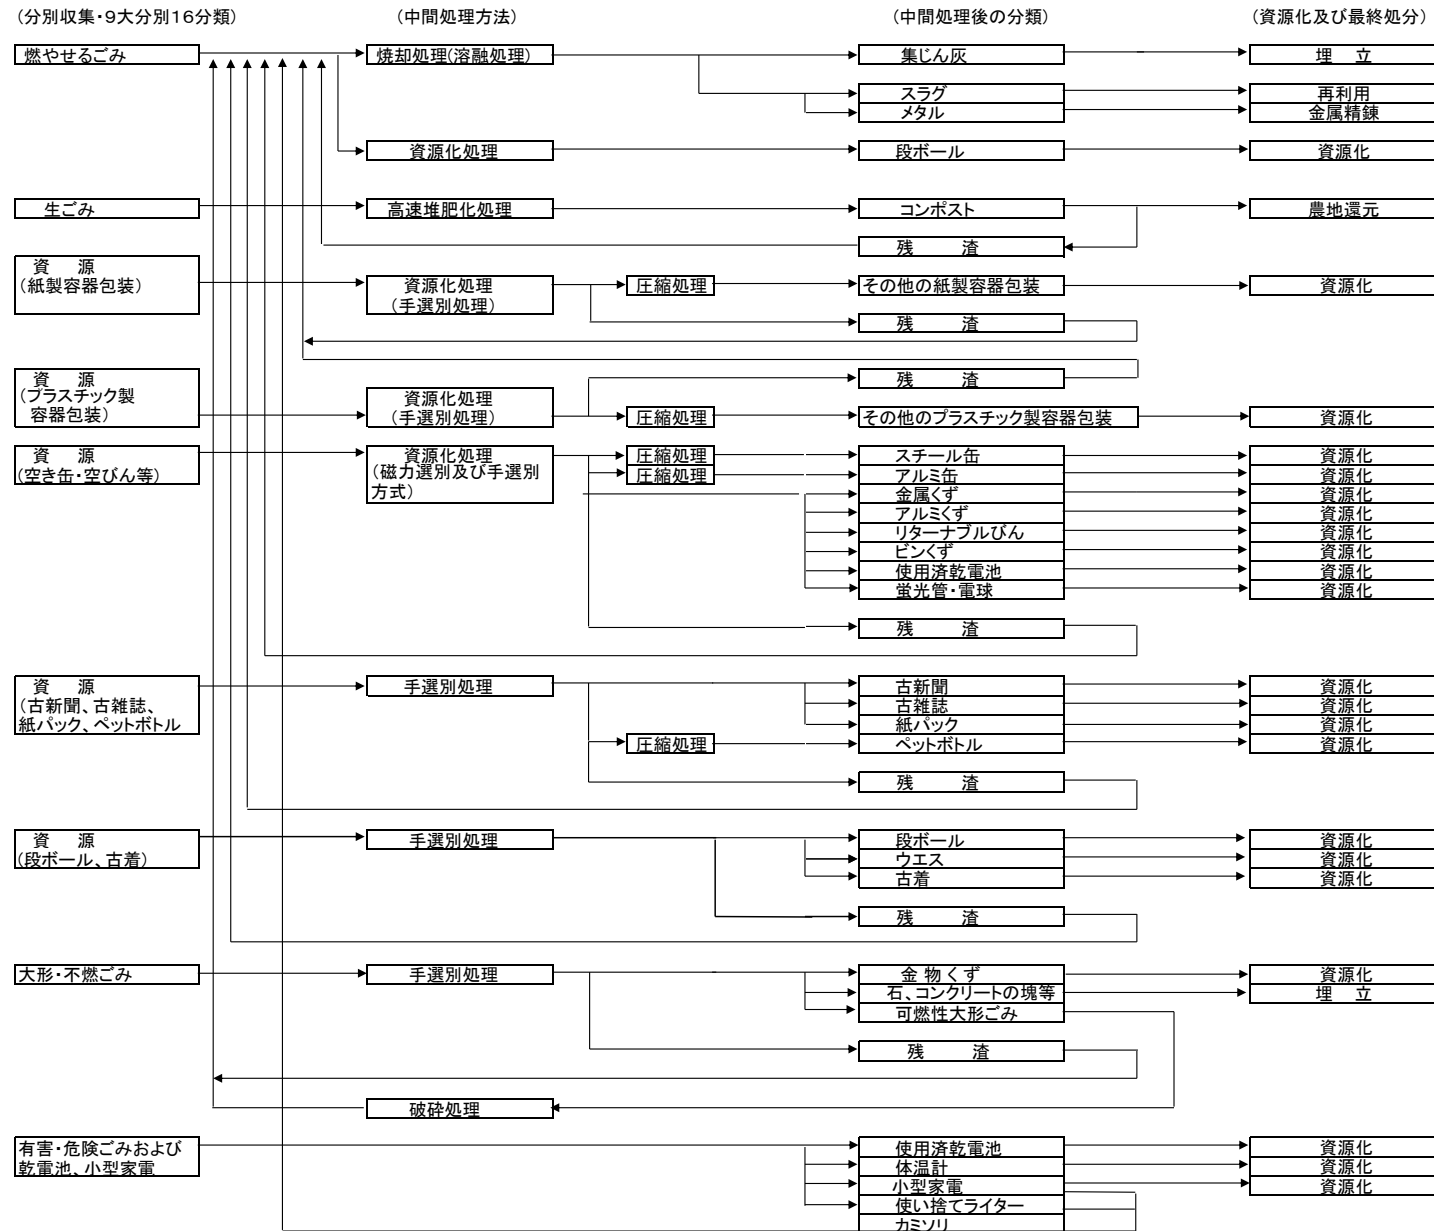 (分別収集・9大分別16分類) (中間処理方法) (中間処理後の分類) (資源化及び最終処分)
燃やせるごみ 焼却処理(溶融処理) 集じん灰 埋 立
スラグ 再利用
メタル 金属精錬
資源化処理 段ボール 資源化
生ごみ 高速堆肥化処理 コンポスト 農地還元
残 渣
資 源
(紙製容器包装) 資源化処理 圧縮処理 その他の紙製容器包装 資源化
(手選別処理)
残 渣
資 源 残 渣
(プラスチック製 資源化処理
容器包装) (手選別処理) 圧縮処理 その他のプラスチック製容器包装 資源化
資 源 資源化処理 圧縮処理 スチール缶 資源化
(空き缶・空びん等) (磁力選別及び手選別 圧縮処理 アルミ缶 資源化
方式) 金属くず 資源化
アルミくず 資源化
リターナブルびん 資源化
ビンくず 資源化
使用済乾電池 資源化
蛍光管・電球 資源化
残 渣
資 源 手選別処理 古新聞 資源化
(古新聞、古雑誌、 古雑誌 資源化
紙パック、ペットボトル 紙パック 資源化
圧縮処理 ペットボトル 資源化
残 渣
資 源 手選別処理 段ボール 資源化
(段ボール、古着) ウエス 資源化
古着 資源化
残 渣
大形・不燃ごみ 手選別処理 金 物 く ず 資源化
石、コンクリートの塊等 埋 立
可燃性大形ごみ
残 渣
破砕処理
有害・危険ごみおよび 使用済乾電池 資源化
乾電池、小型家電 体温計 資源化
小型家電 資源化
使い捨てライター
カミソリ